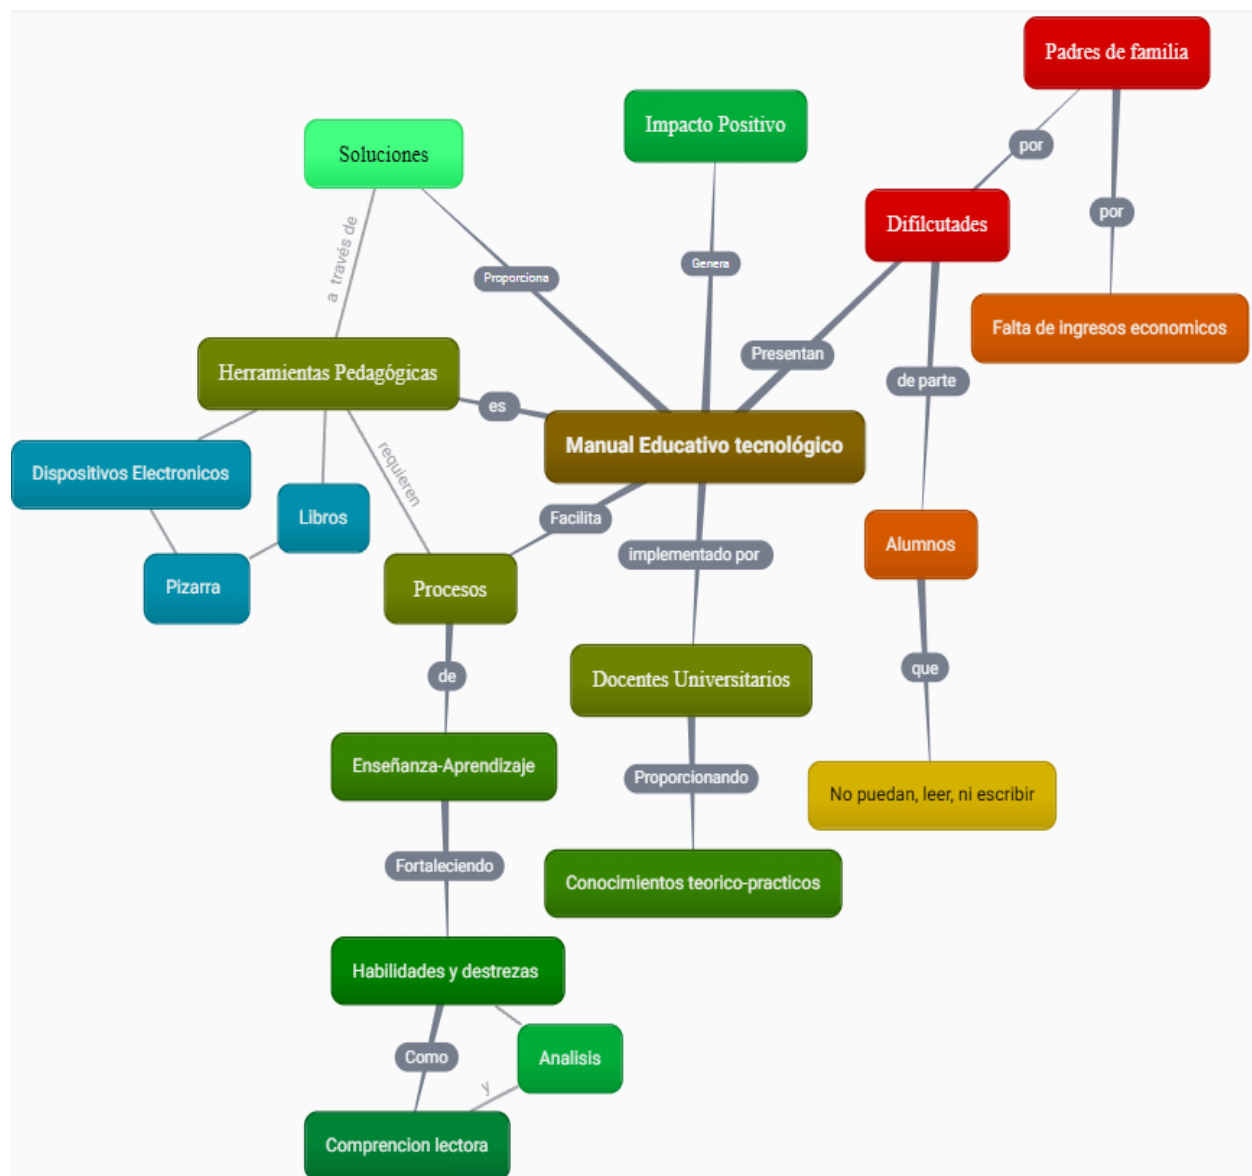 Padres de familia
Impacto Positivo
Soluciones
por
Difilcutades
por
a través de
Proporciona
Genera
Falta de ingresos economicos
Presentan
Herramientas Pedagógicas
de parte
es
Manual Educativo tecnológico
Dispositivos Electronicos
requieren
Libros
Facilita
Alumnos
implementado por
Pizarra
Procesos
que
de
Docentes Universitarios
Enseñanza-Aprendizaje
Proporcionando
No puedan, leer, ni escribir
Fortaleciendo
Conocimientos teorico-practicos
Habilidades y destrezas
Como
Analisis
y
Comprencion lectora